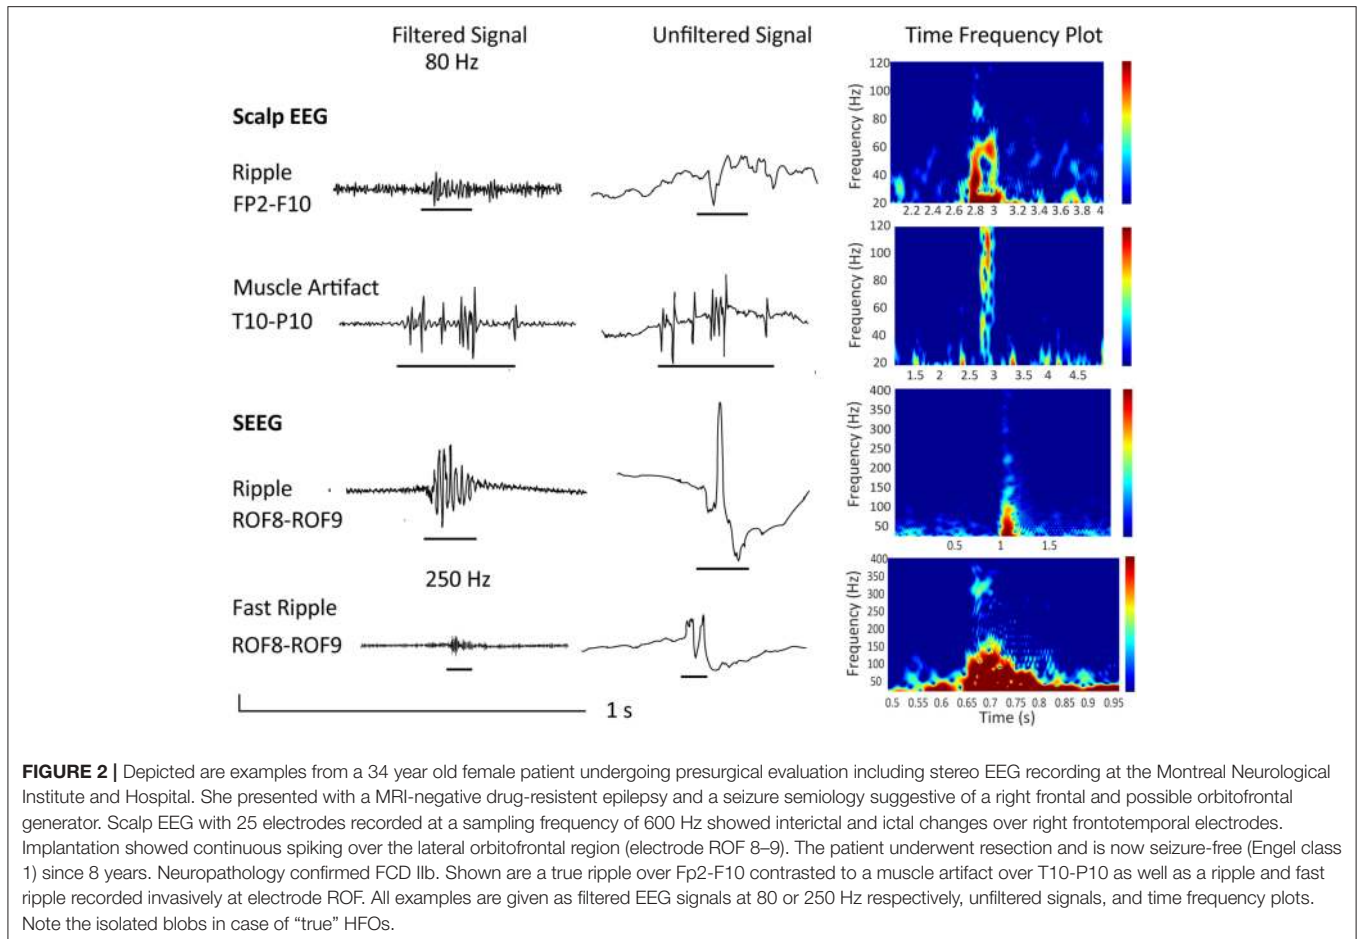 Filtered Signal
80 Hz
Unfiltered Signal
Time Frequency Plot
Scalp EEG
Ripple
FP2-F10
Frequency (Hz)
120
100
80
60
40
20
2.2 2.4 2.6 2.8 3 3.2 3.4 3.6 3.8 4
Muscle Artifact
T10-P10
Frequency (Hz)
120
100
80
60
40
20
1.5 2 2.5 3 3.5 4 4.5
SEEG
Ripple
ROF8-ROF9
Frequency (Hz)
400
350
300
250
200
150
100
50
0.5 1 1.5
250 Hz
Fast Ripple
ROF8-ROF9
Frequency (Hz)
400
350
300
250
200
150
100
50
0.5 0.55 0.6 0.65 0.7 0.75 0.8 0.85 0.9 0.95
Time (s)
1 s
FIGURE 2 | Depicted are examples from a 34 year old female patient undergoing presurgical evaluation including stereo EEG recording at the Montreal Neurological
Institute and Hospital. She presented with a MRI-negative drug-resistant epilepsy and a seizure semiology suggestive of a right frontal and possible orbitofrontal
generator. Scalp EEG with 25 electrodes recorded at a sampling frequency of 600 Hz showed interictal and ictal changes over right frontotemporal electrodes.
Implantation showed continuous spiking over the lateral orbitofrontal region (electrode ROF 8–9). The patient underwent resection and is now seizure-free (Engel class
1) since 8 years. Neuropathology confirmed FCD IIb. Shown are a true ripple over Fp2-F10 contrasted to a muscle artifact over T10-P10 as well as a ripple and fast
ripple recorded invasively at electrode ROF. All examples are given as filtered EEG signals at 80 or 250 Hz respectively, unfiltered signals, and time frequency plots.
Note the isolated blobs in case of “true” HFOs.